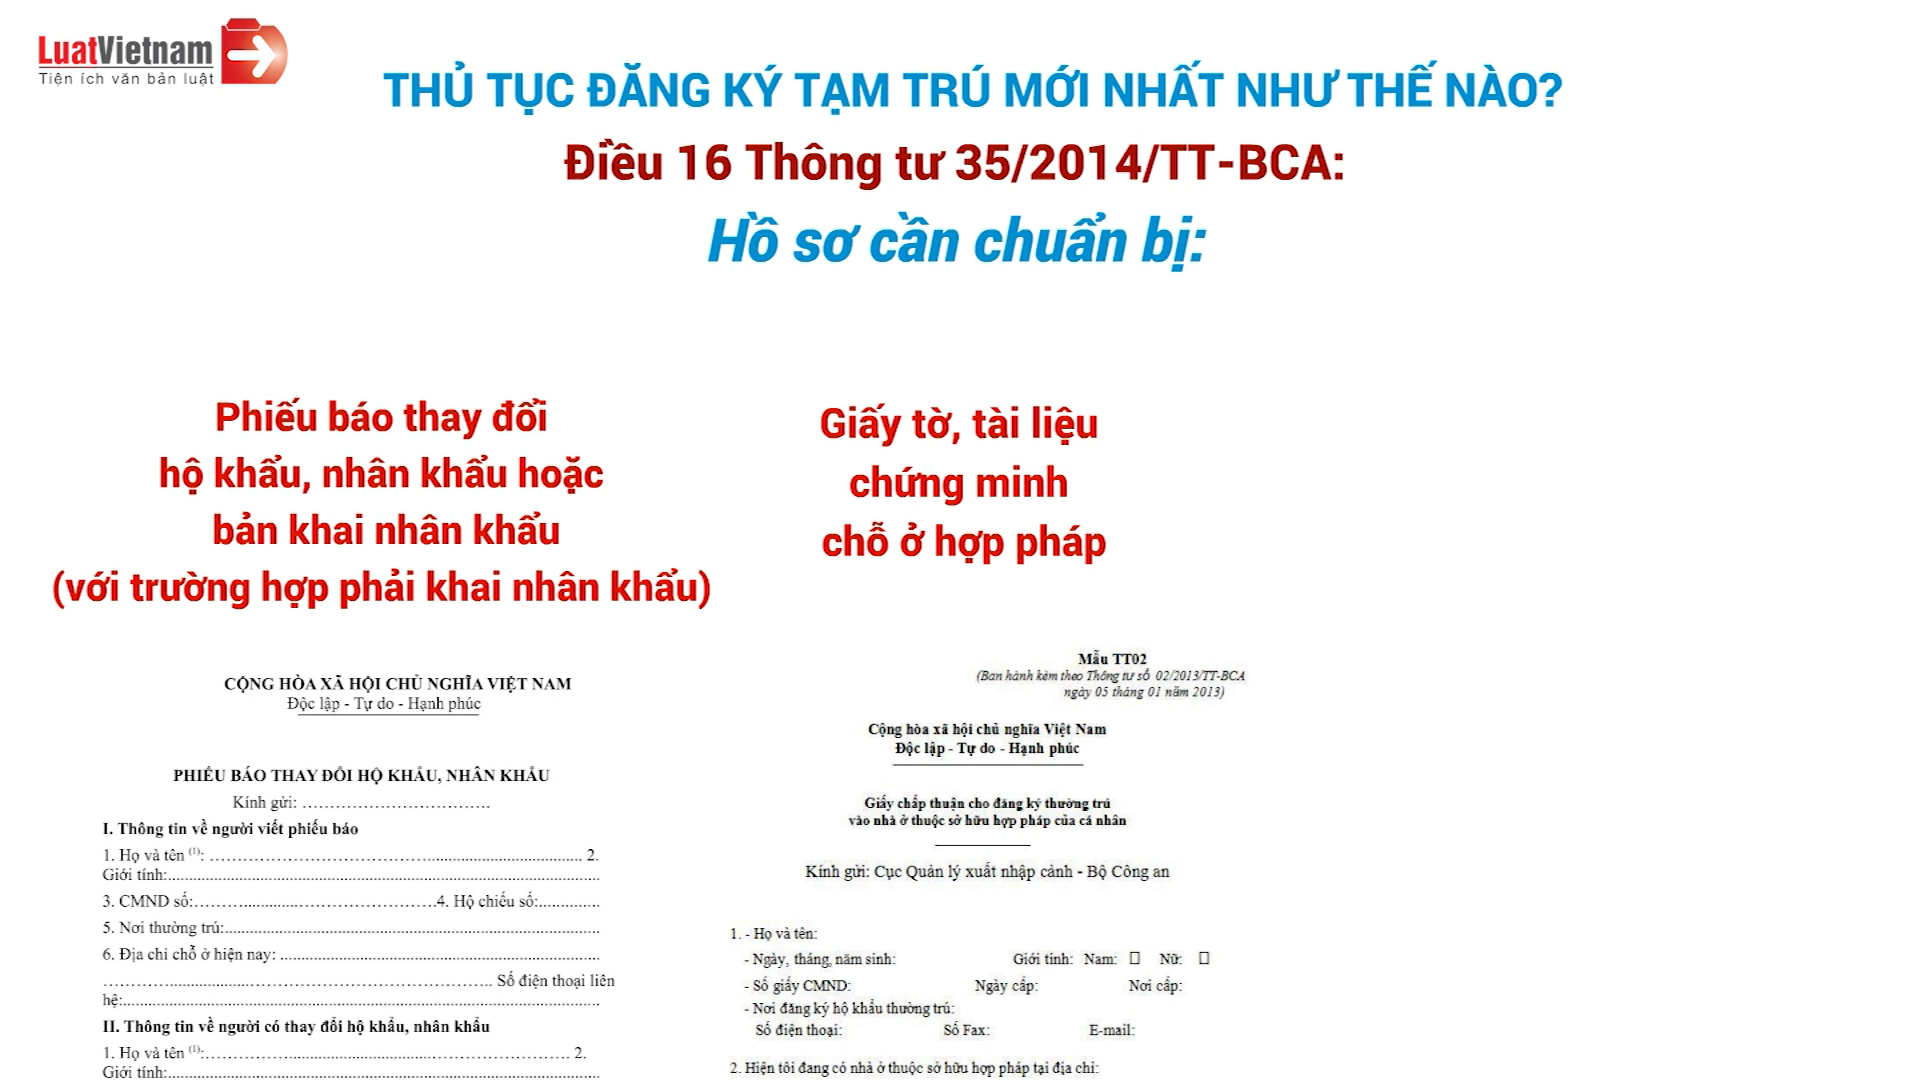 LuatVietnam
Tiện ích văn bản luật
THỦ TỤC ĐĂNG KÝ TẠM TRÚ MỚI NHẤT NHƯ THẾ NÀO?
Điều 16 Thông tư 35/2014/TT-BCA:
Hồ sơ cần chuẩn bị:
Phiếu báo thay đổi
hộ khẩu, nhân khẩu hoặc
bản khai nhân khẩu
(với trường hợp phải khai nhân khẩu)
Giấy tờ, tài liệu
chứng minh
chỗ ở hợp pháp
CỘNG HÒA XÃ HỘI CHỦ NGHĨA VIỆT NAM
Độc lập - Tự do - Hạnh phúc
PHIẾU BÁO THAY ĐỔI HỘ KHẨU, NHÂN KHẨU
Kính gửi: ……………………………
I. Thông tin về người viết phiếu báo
1. Họ và tên (1): …………………………………...................................... 2.
Giới tính:...........................................................................................
3. CMND số:………..............…………………….4. Hộ chiếu số:...............
5. Nơi thường trú:................................................................................
6. Địa chỉ chỗ ở hiện nay: ...................................................................
…………...................………………………………….. Số điện thoại liên
hệ:....................................................................................................
II. Thông tin về người có thay đổi hộ khẩu, nhân khẩu
1. Họ và tên (1):………………...............................……………………. 2.
Giới tính:...........................................................................................
Mẫu TT02
(Ban hành kèm theo Thông tư số 02/2013/TT-BCA
ngày 05 tháng 01 năm 2013)
Cộng hòa xã hội chủ nghĩa Việt Nam
Độc lập - Tự do - Hạnh phúc
Giấy chấp thuận cho đăng ký thường trú
vào nhà ở thuộc sở hữu hợp pháp của cá nhân
Kính gửi: Cục Quản lý xuất nhập cảnh - Bộ Công an
1. - Họ và tên:
- Ngày, tháng, năm sinh: Giới tính: Nam: □ Nữ: □
- Số giấy CMND: Ngày cấp: Nơi cấp:
- Nơi đăng ký hộ khẩu thường trú:
Số điện thoại: Số Fax: E-mail:
2. Hiện tôi đang có nhà ở thuộc sở hữu hợp pháp tại địa chỉ: